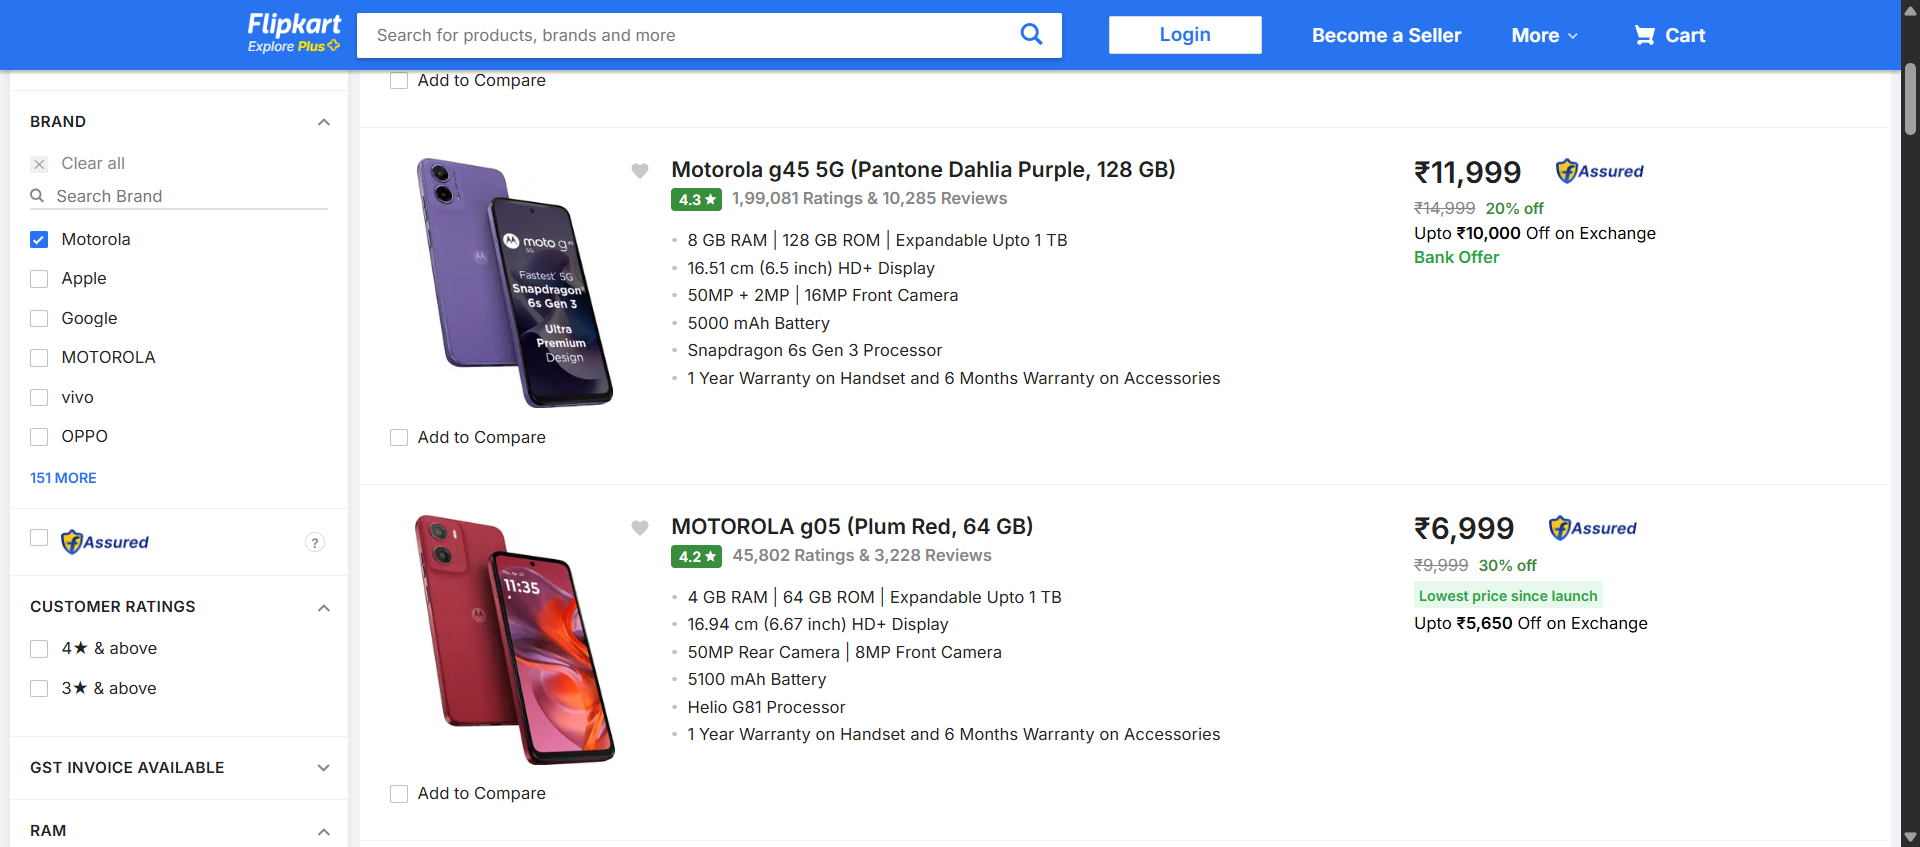 Flipkart
Explore Plus
Search for products, brands and more
Login
Become a Seller
More
Cart
BRAND
Clear all
Search Brand
Motorola
Apple
Google
MOTOROLA
vivo
OPPO
151 MORE
Assured
?
CUSTOMER RATINGS
4★ & above
3★ & above
GST INVOICE AVAILABLE
RAM
Add to Compare
moto g45
5G
Fastest 5G
Snapdragon
6s Gen 3
Ultra
Premium
Design
Motorola g45 5G (Pantone Dahlia Purple, 128 GB)
4.3★ 1,99,081 Ratings & 10,285 Reviews
8 GB RAM | 128 GB ROM | Expandable Upto 1 TB
16.51 cm (6.5 inch) HD+ Display
50MP + 2MP | 16MP Front Camera
5000 mAh Battery
Snapdragon 6s Gen 3 Processor
1 Year Warranty on Handset and 6 Months Warranty on Accessories
₹11,999
Assured
₹14,999 20% off
Upto ₹10,000 Off on Exchange
Bank Offer
Add to Compare
11:35
MOTOROLA g05 (Plum Red, 64 GB)
4.2★ 45,802 Ratings & 3,228 Reviews
4 GB RAM | 64 GB ROM | Expandable Upto 1 TB
16.94 cm (6.67 inch) HD+ Display
50MP Rear Camera | 8MP Front Camera
5100 mAh Battery
Helio G81 Processor
1 Year Warranty on Handset and 6 Months Warranty on Accessories
₹6,999
Assured
₹9,999 30% off
Lowest price since launch
Upto ₹5,650 Off on Exchange
Add to Compare